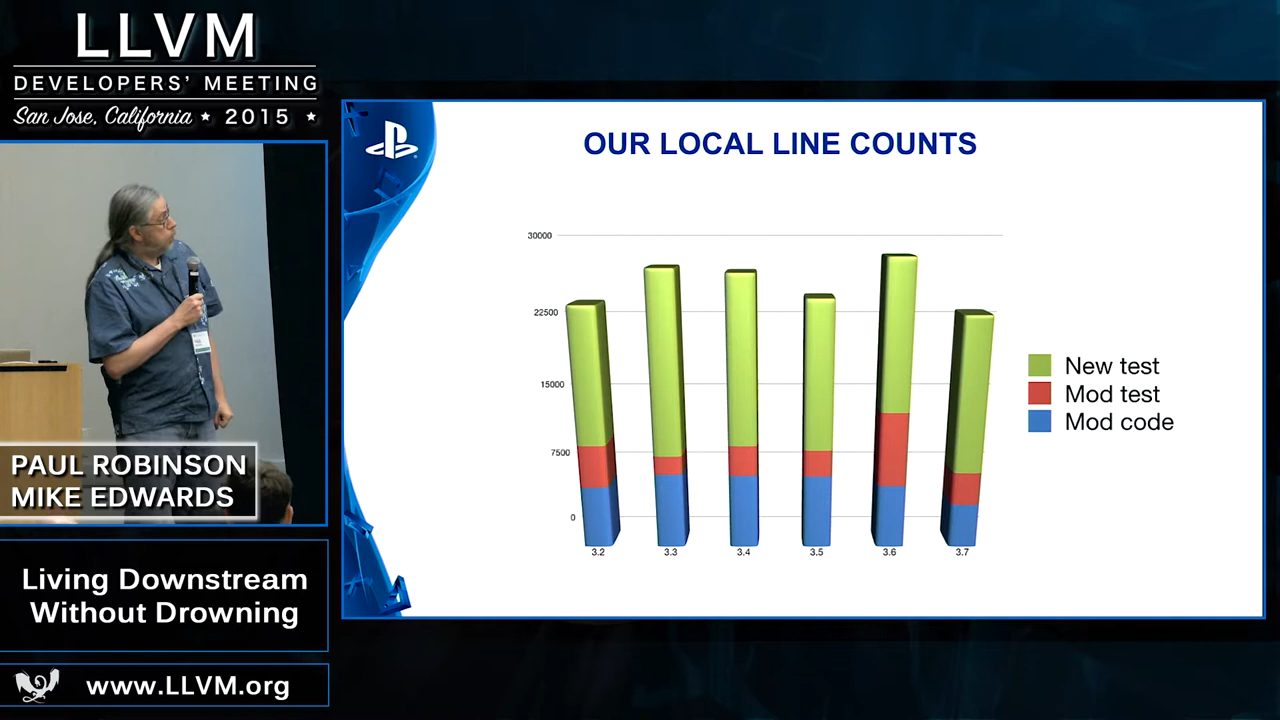 LLVM
DEVELOPERS' MEETING
San Jose, California ★ 2015 ★
PAUL ROBINSON
MIKE EDWARDS
Living Downstream
Without Drowning
www.LLVM.org
OUR LOCAL LINE COUNTS
30000
22500
15000
7500
0
3.2 3.3 3.4 3.5 3.6 3.7
New test
Mod test
Mod code